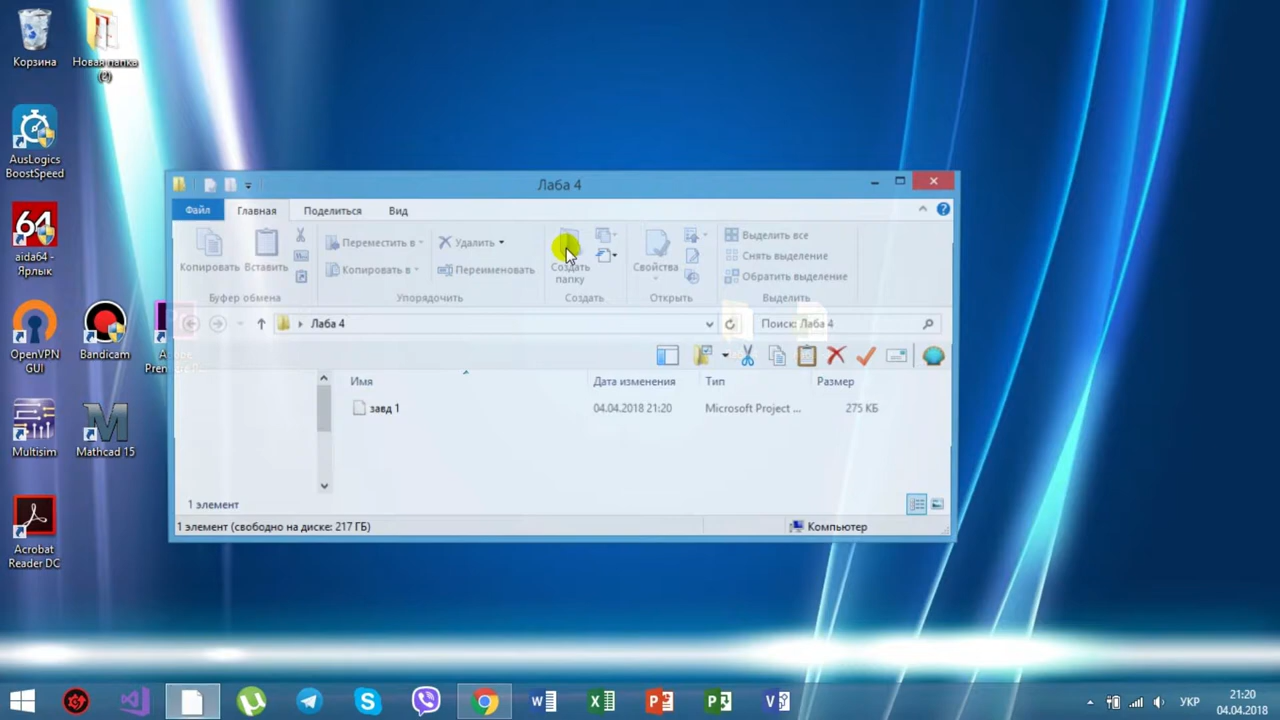 Корзина
Новая папка
(2)
AusLogics
BoostSpeed
64
aida64 -
Ярлык
OpenVPN
GUI
Bandicam
Multisim
Mathcad 15
Acrobat
Reader DC
Лаба 4
Файл
Главная
Поделиться
Вид
Копировать
Вставить
Буфер обмена
Переместить в
Копировать в
Удалить
Переименовать
Упорядочить
Создать
папку
Создать
Свойства
Открыть
Выделить все
Снять выделение
Обратить выделение
Выделить
Лаба 4
Поиск: Лаба 4
Имя
Дата изменения
Тип
Размер
завд 1
04.04.2018 21:20
Microsoft Project ...
275 КБ
1 элемент
1 элемент (свободно на диске: 217 ГБ)
Компьютер
УКР
21:20
04.04.2018